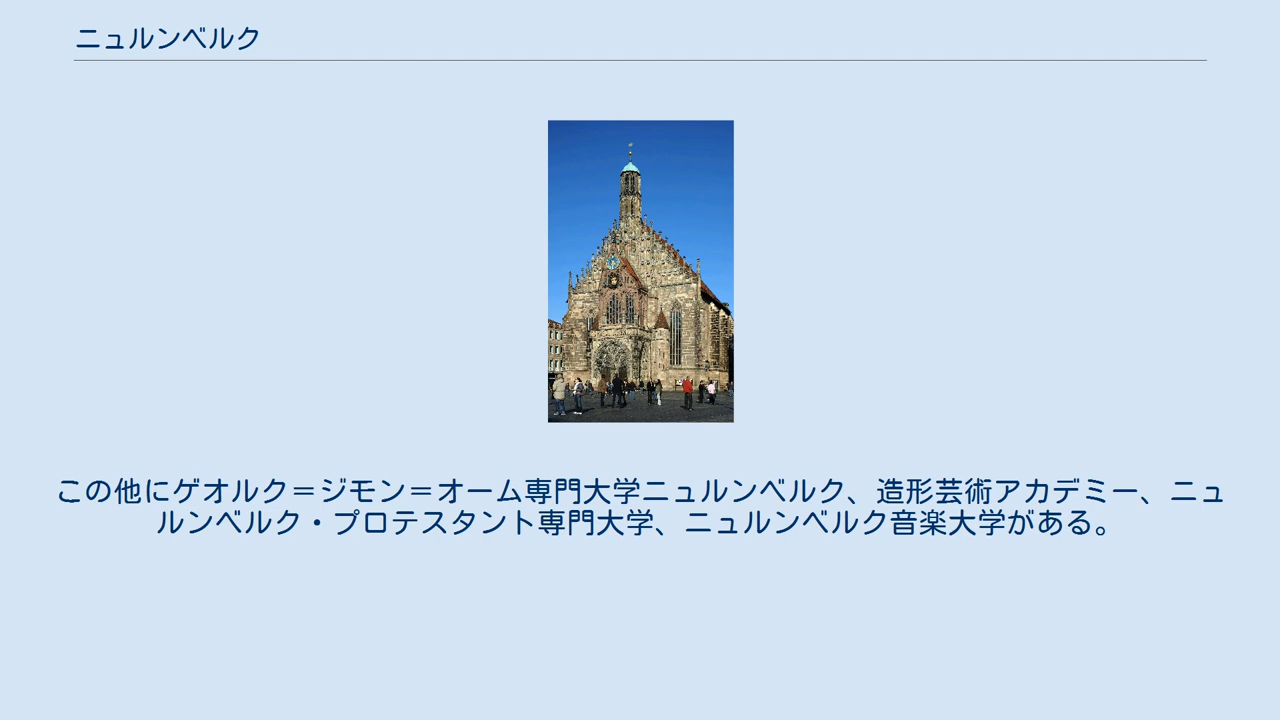 ニュルンベルク
この他にゲオルク＝ジモン＝オーム専門大学ニュルンベルク、造形芸術アカデミー、ニュ
ルンベルク・プロテスタント専門大学、ニュルンベルク音楽大学がある。